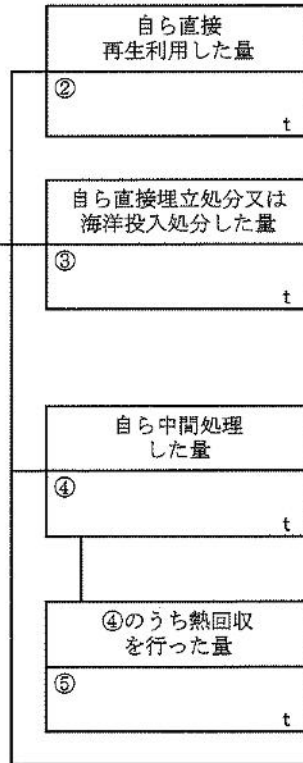 自ら直接
再生利用した量
②
t
自ら直接埋立処分又は
海洋投入処分した量
③
t
自ら中間処理
した量
④
t
④のうち熱回収
を行った量
⑤
t